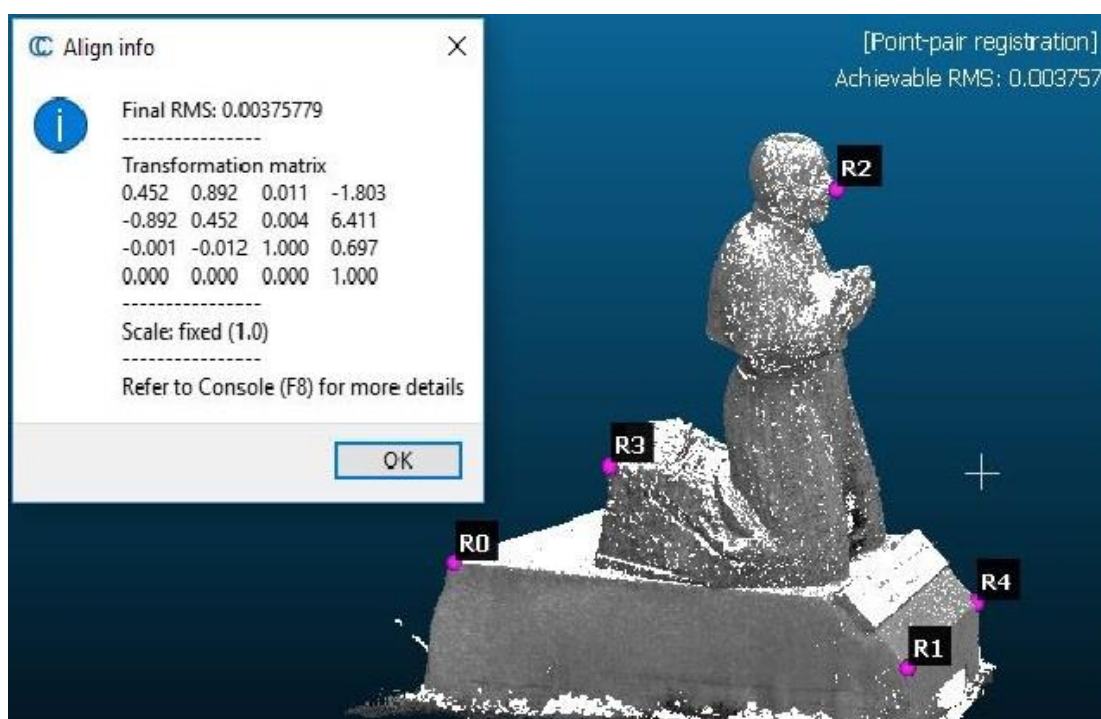 Align info
Final RMS: 0.00375779
----------------
Transformation matrix
0.452 0.892 0.011 -1.803
-0.892 0.452 0.004 6.411
-0.001 -0.012 1.000 0.697
0.000 0.000 0.000 1.000
----------------
Scale: fixed (1.0)
----------------
Refer to Console (F8) for more details
OK
[Point-pair registration]
Achievable RMS: 0.003757
R2
R3
R0
R4
R1